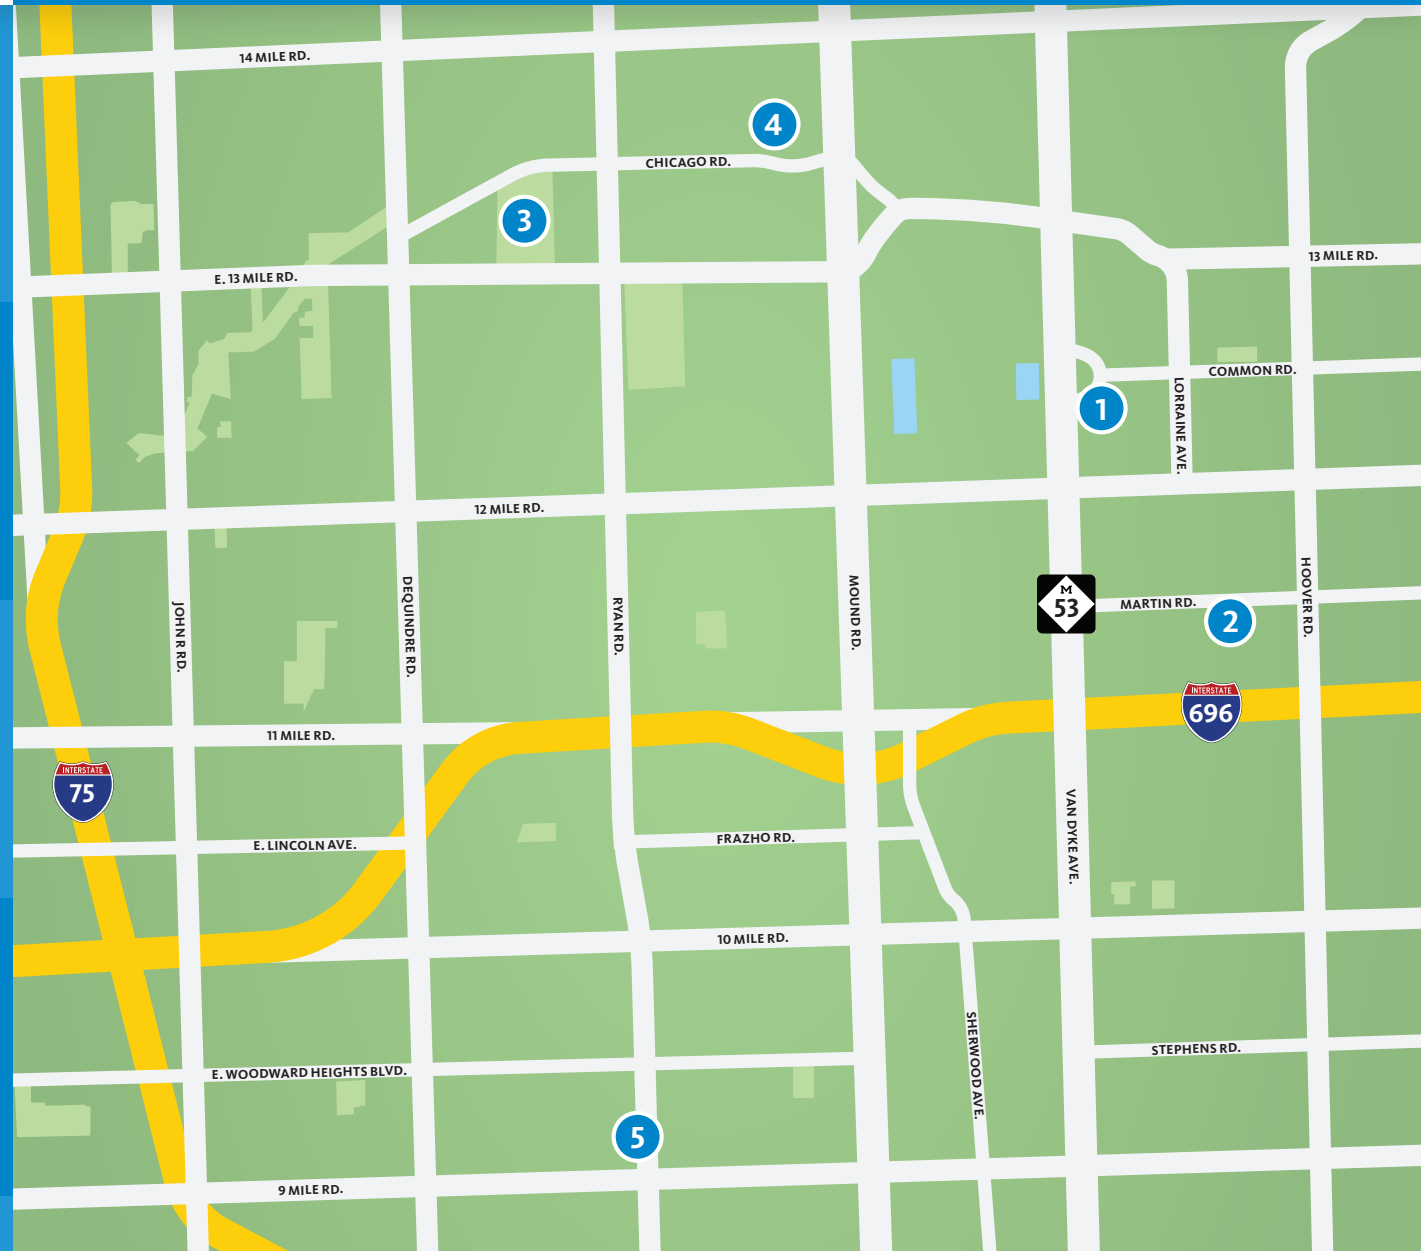 14 MILE RD.
4
CHICAGO RD.
3
13 MILE RD.
E. 13 MILE RD.
COMMON RD.
1
LORRAINE AVE.
12 MILE RD.
M
53
MARTIN RD.
2
HOOVER RD.
JOHN R RD.
DEQUINDRE RD.
RYAN RD.
MOUND RD.
INTERSTATE
696
11 MILE RD.
INTERSTATE
75
VAN DYKE AVE.
E. LINCOLN AVE.
FRAZHO RD.
10 MILE RD.
SHERWOOD AVE.
STEPHENS RD.
E. WOODWARD HEIGHTS BLVD.
5
9 MILE RD.